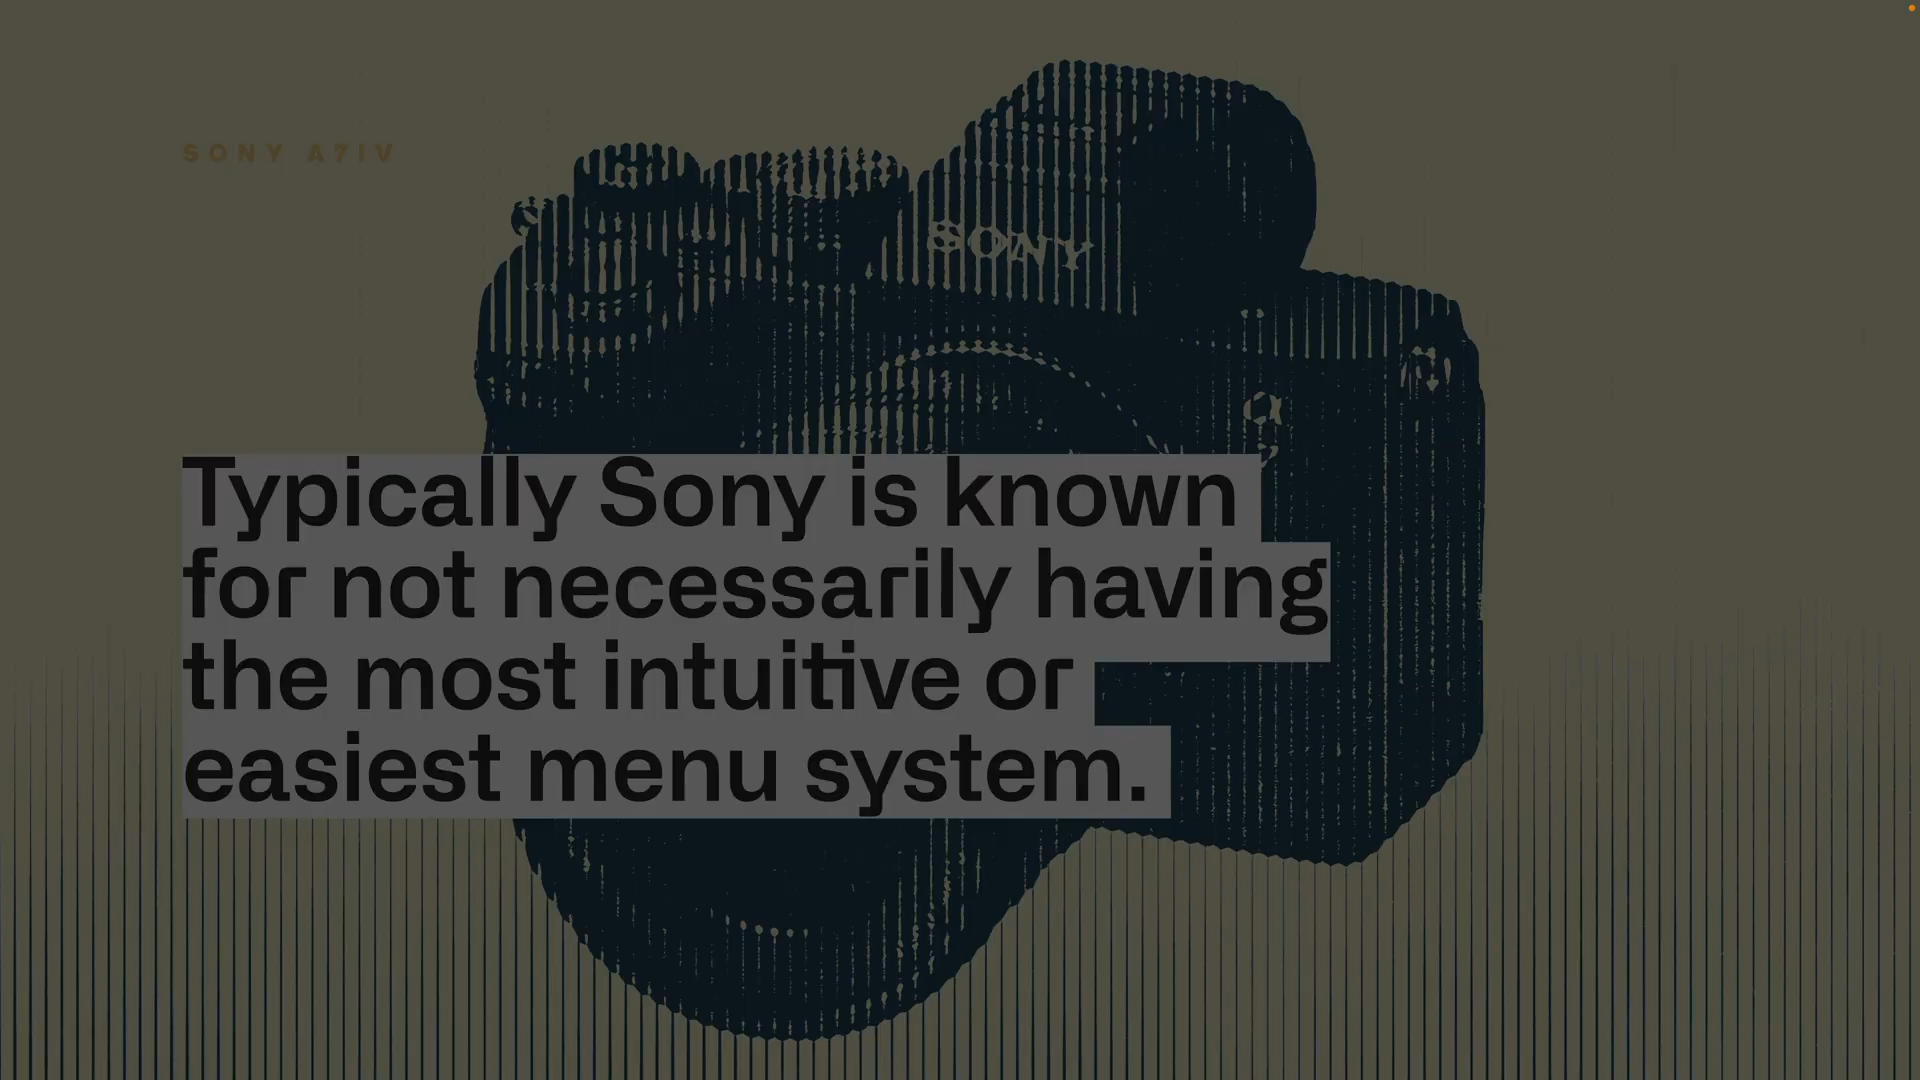 SONY A7IV
SONY
α
Typically Sony is known
for not necessarily having
the most intuitive or
easiest menu system.